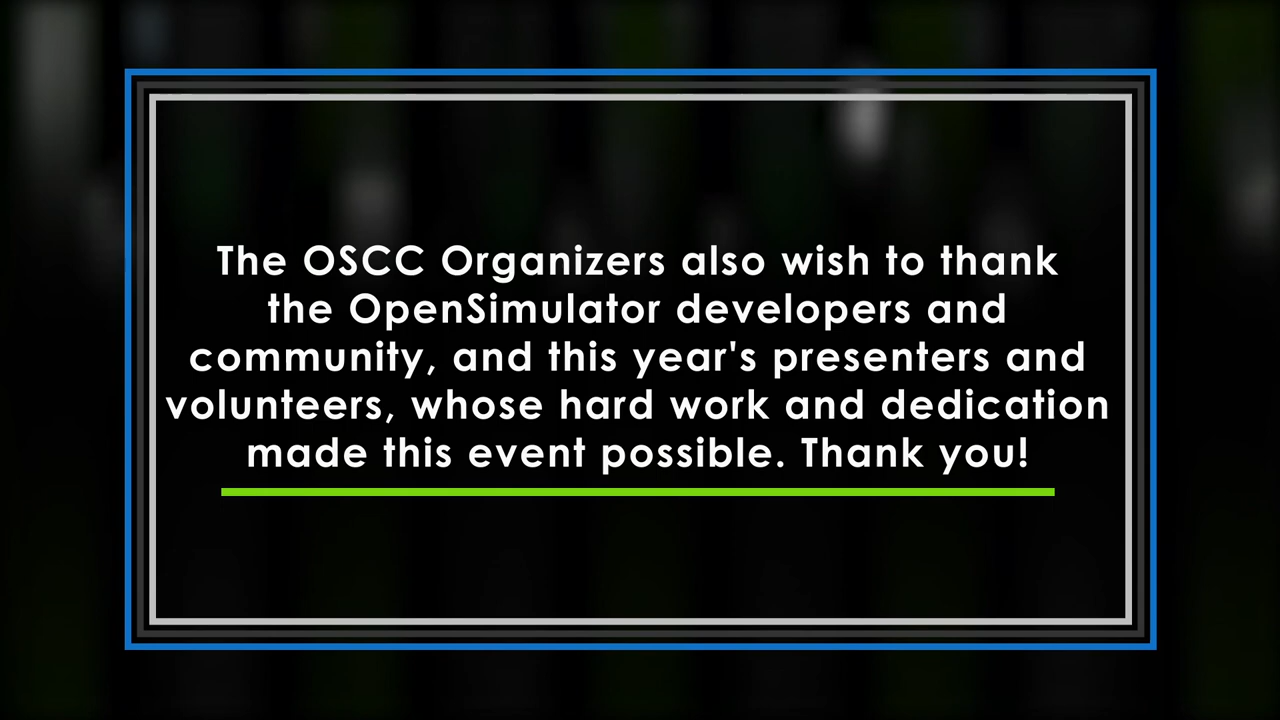 The OSCC Organizers also wish to thank
the OpenSimulator developers and
community, and this year's presenters and
volunteers, whose hard work and dedication
made this event possible. Thank you!